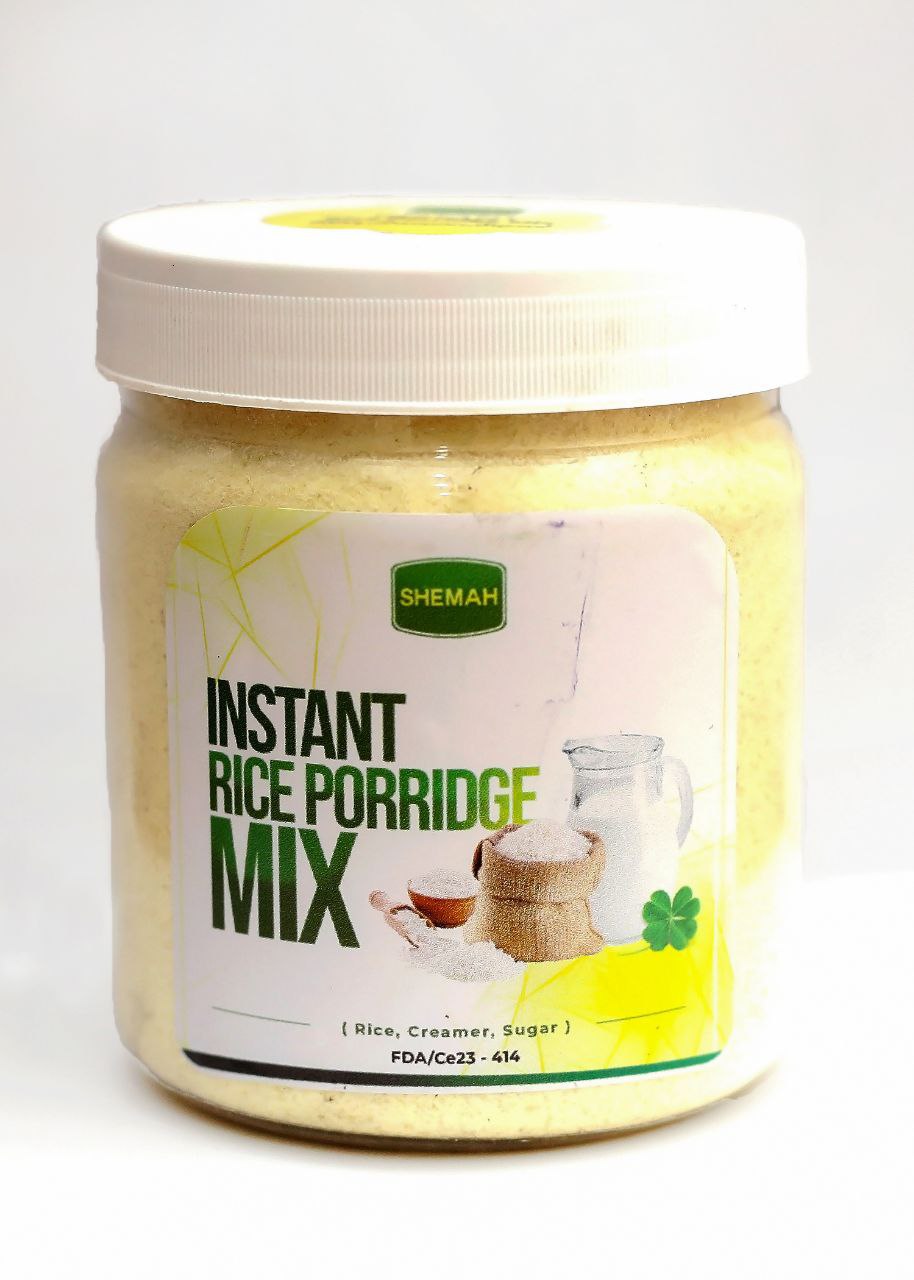 SHEMAH
INSTANT
RICE PORRIDGE
MIX
( Rice, Creamer, Sugar )
FDA/Ce23 - 414